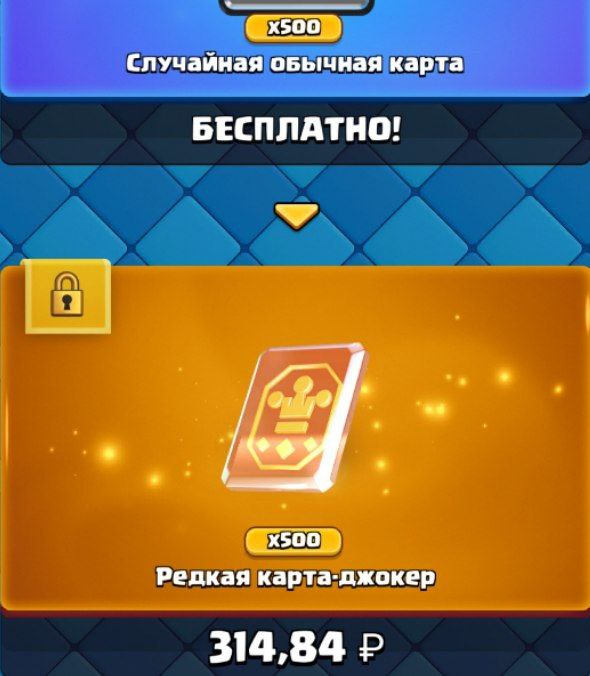 x500
Случайная обычная карта
БЕСПЛАТНО!
x500
Редкая карта-джокер
314,84 ₽